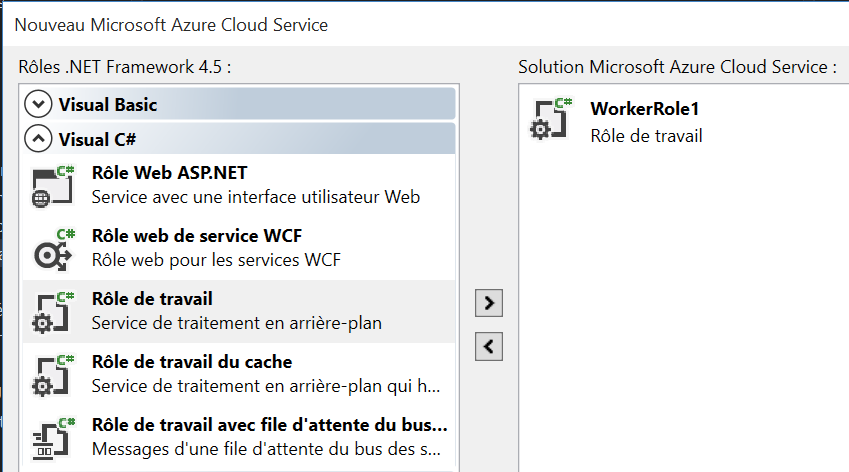 Nouveau Microsoft Azure Cloud Service
Rôles .NET Framework 4.5 :
Visual Basic
Visual C#
C#
Rôle Web ASP.NET
Service avec une interface utilisateur Web
C#
Rôle web de service WCF
Rôle web pour les services WCF
C#
Rôle de travail
Service de traitement en arrière-plan
C#
Rôle de travail du cache
Service de traitement en arrière-plan qui h...
C#
Rôle de travail avec file d'attente du bus...
Messages d'une file d'attente du bus des s...
Solution Microsoft Azure Cloud Service :
C#
WorkerRole1
Rôle de travail